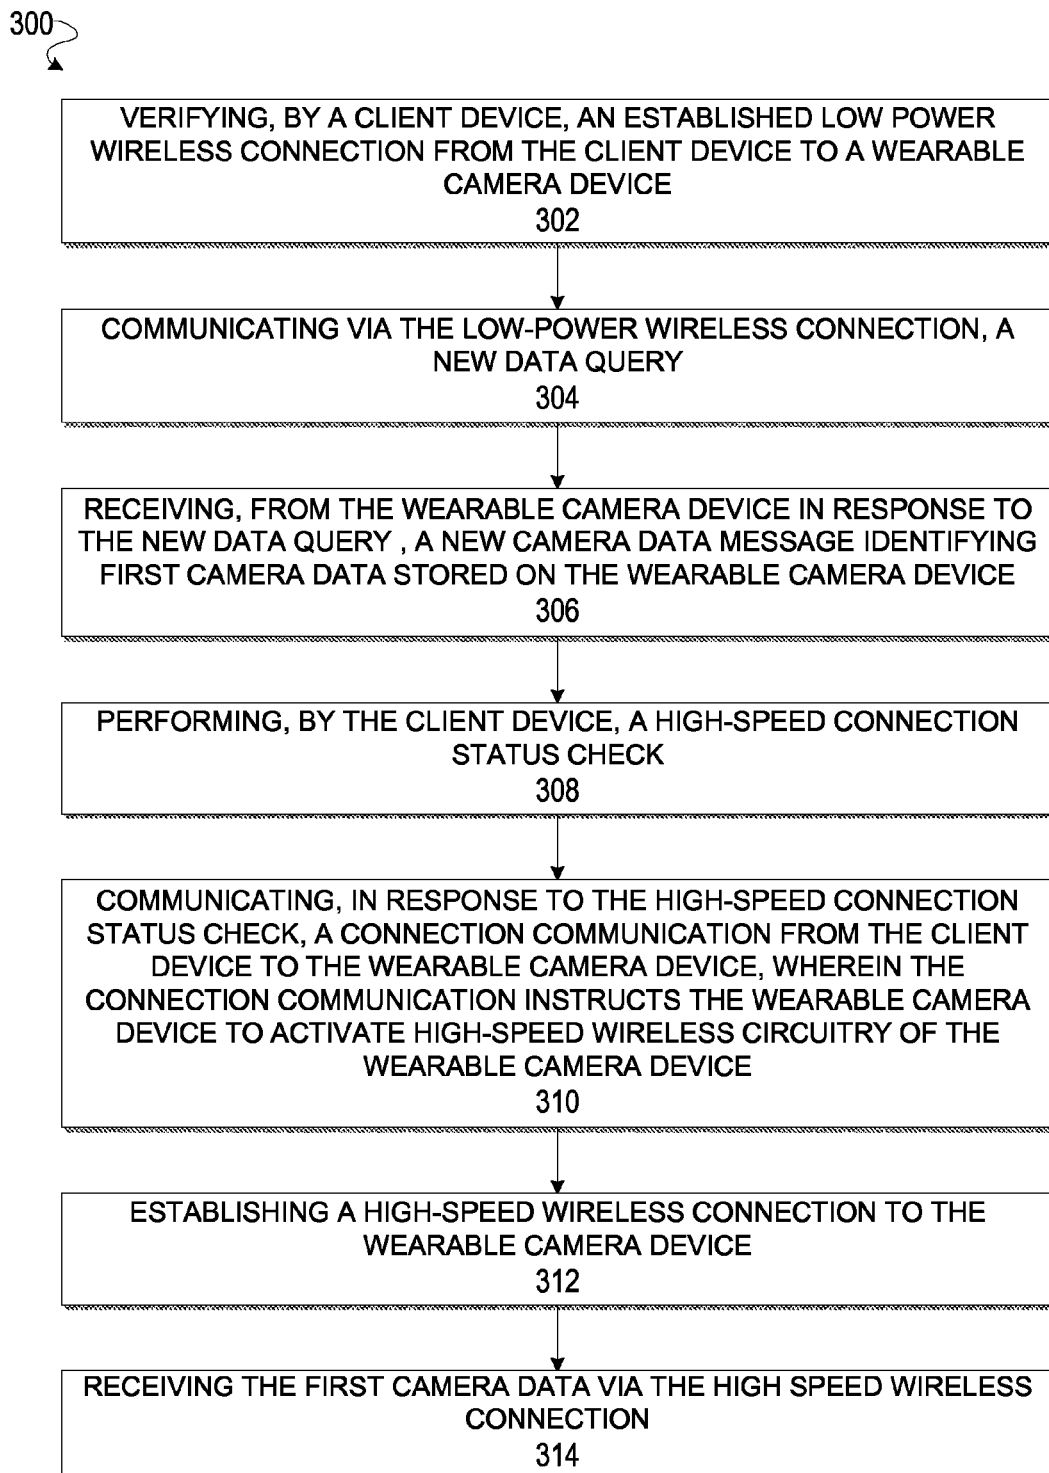 300
VERIFYING, BY A CLIENT DEVICE, AN ESTABLISHED LOW POWER
WIRELESS CONNECTION FROM THE CLIENT DEVICE TO A WEARABLE
CAMERA DEVICE
302
COMMUNICATING VIA THE LOW-POWER WIRELESS CONNECTION, A
NEW DATA QUERY
304
RECEIVING, FROM THE WEARABLE CAMERA DEVICE IN RESPONSE TO
THE NEW DATA QUERY , A NEW CAMERA DATA MESSAGE IDENTIFYING
FIRST CAMERA DATA STORED ON THE WEARABLE CAMERA DEVICE
306
PERFORMING, BY THE CLIENT DEVICE, A HIGH-SPEED CONNECTION
STATUS CHECK
308
COMMUNICATING, IN RESPONSE TO THE HIGH-SPEED CONNECTION
STATUS CHECK, A CONNECTION COMMUNICATION FROM THE CLIENT
DEVICE TO THE WEARABLE CAMERA DEVICE, WHEREIN THE
CONNECTION COMMUNICATION INSTRUCTS THE WEARABLE CAMERA
DEVICE TO ACTIVATE HIGH-SPEED WIRELESS CIRCUITRY OF THE
WEARABLE CAMERA DEVICE
310
ESTABLISHING A HIGH-SPEED WIRELESS CONNECTION TO THE
WEARABLE CAMERA DEVICE
312
RECEIVING THE FIRST CAMERA DATA VIA THE HIGH SPEED WIRELESS
CONNECTION
314